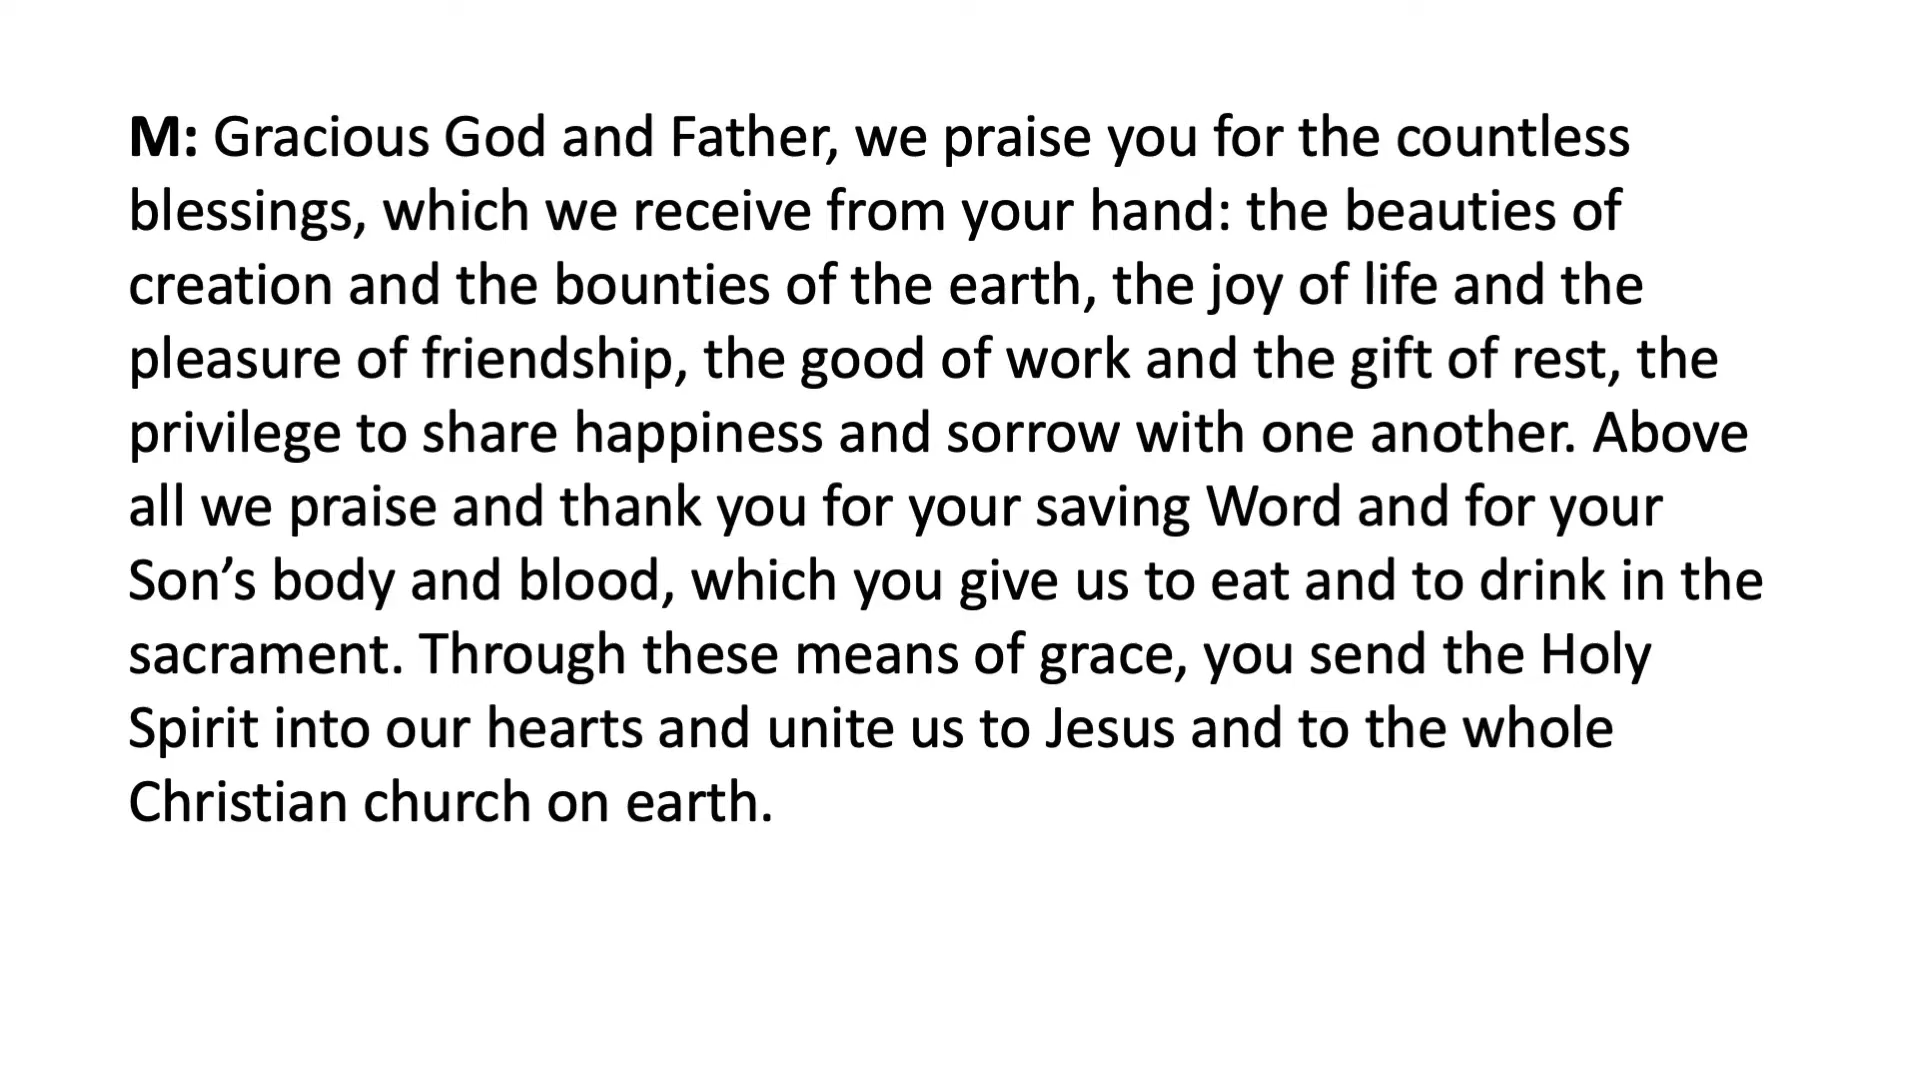 M: Gracious God and Father, we praise you for the countless
blessings, which we receive from your hand: the beauties of
creation and the bounties of the earth, the joy of life and the
pleasure of friendship, the good of work and the gift of rest, the
privilege to share happiness and sorrow with one another. Above
all we praise and thank you for your saving Word and for your
Son’s body and blood, which you give us to eat and to drink in the
sacrament. Through these means of grace, you send the Holy
Spirit into our hearts and unite us to Jesus and to the whole
Christian church on earth.